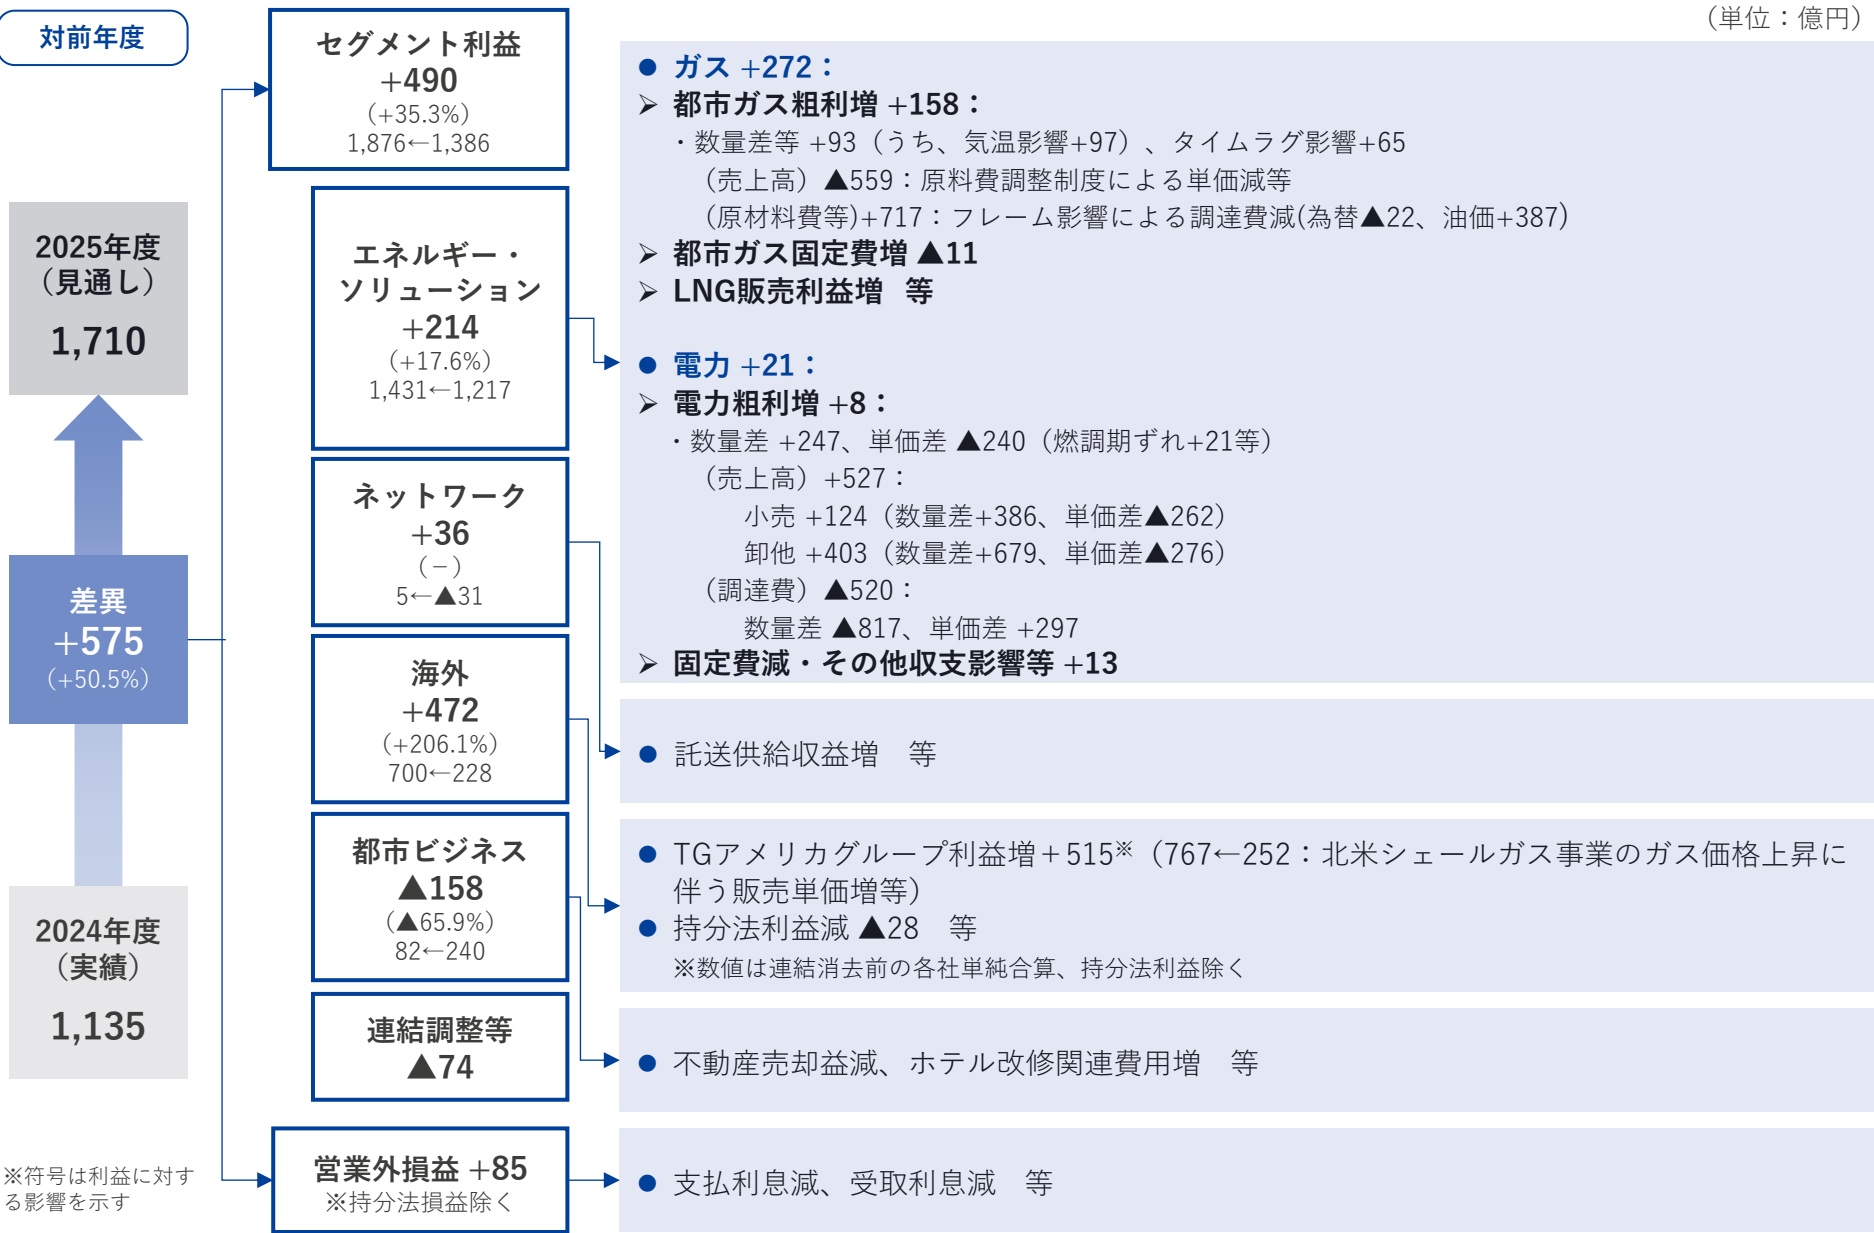 対前年度
（単位：億円）
2025年度
（見通し）
1,710
差異
+575
（+50.5%）
2024年度
（実績）
1,135
※符号は利益に対す
る影響を示す
セグメント利益
+490
（+35.3%）
1,876←1,386
エネルギー・
ソリューション
+214
（+17.6%）
1,431←1,217
ネットワーク
+36
（－）
5←▲31
海外
+472
（+206.1%）
700←228
都市ビジネス
▲158
（▲65.9%）
82←240
連結調整等
▲74
営業外損益 +85
※持分法損益除く
● ガス +272：
➢ 都市ガス粗利増 +158：
・数量差等 +93（うち、気温影響+97）、タイムラグ影響+65
（売上高）▲559：原料費調整制度による単価減等
（原材料費等)+717：フレーム影響による調達費減(為替▲22、油価+387)
➢ 都市ガス固定費増 ▲11
➢ LNG販売利益増 等
● 電力 +21：
➢ 電力粗利増 +8：
・数量差 +247、単価差 ▲240（燃調期ずれ+21等）
（売上高）+527：
小売 +124（数量差+386、単価差▲262）
卸他 +403（数量差+679、単価差▲276）
（調達費）▲520：
数量差 ▲817、単価差 +297
➢ 固定費減・その他収支影響等 +13
● 託送供給収益増　等
● TGアメリカグループ利益増＋515※（767←252：北米シェールガス事業のガス価格上昇に
伴う販売単価増等）
● 持分法利益減 ▲28　等
※数値は連結消去前の各社単純合算、持分法利益除く
● 不動産売却益減、ホテル改修関連費用増　等
● 支払利息減、受取利息減　等